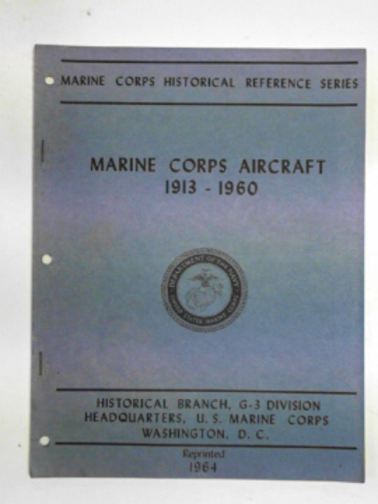 MARINE CORPS HISTORICAL REFERENCE SERIES
MARINE CORPS AIRCRAFT
1913 - 1960
DEPARTMENT OF THE NAVY
UNITED STATES MARINE CORPS
HISTORICAL BRANCH, G-3 DIVISION
HEADQUARTERS, U. S. MARINE CORPS
WASHINGTON, D. C.
Reprinted
1964